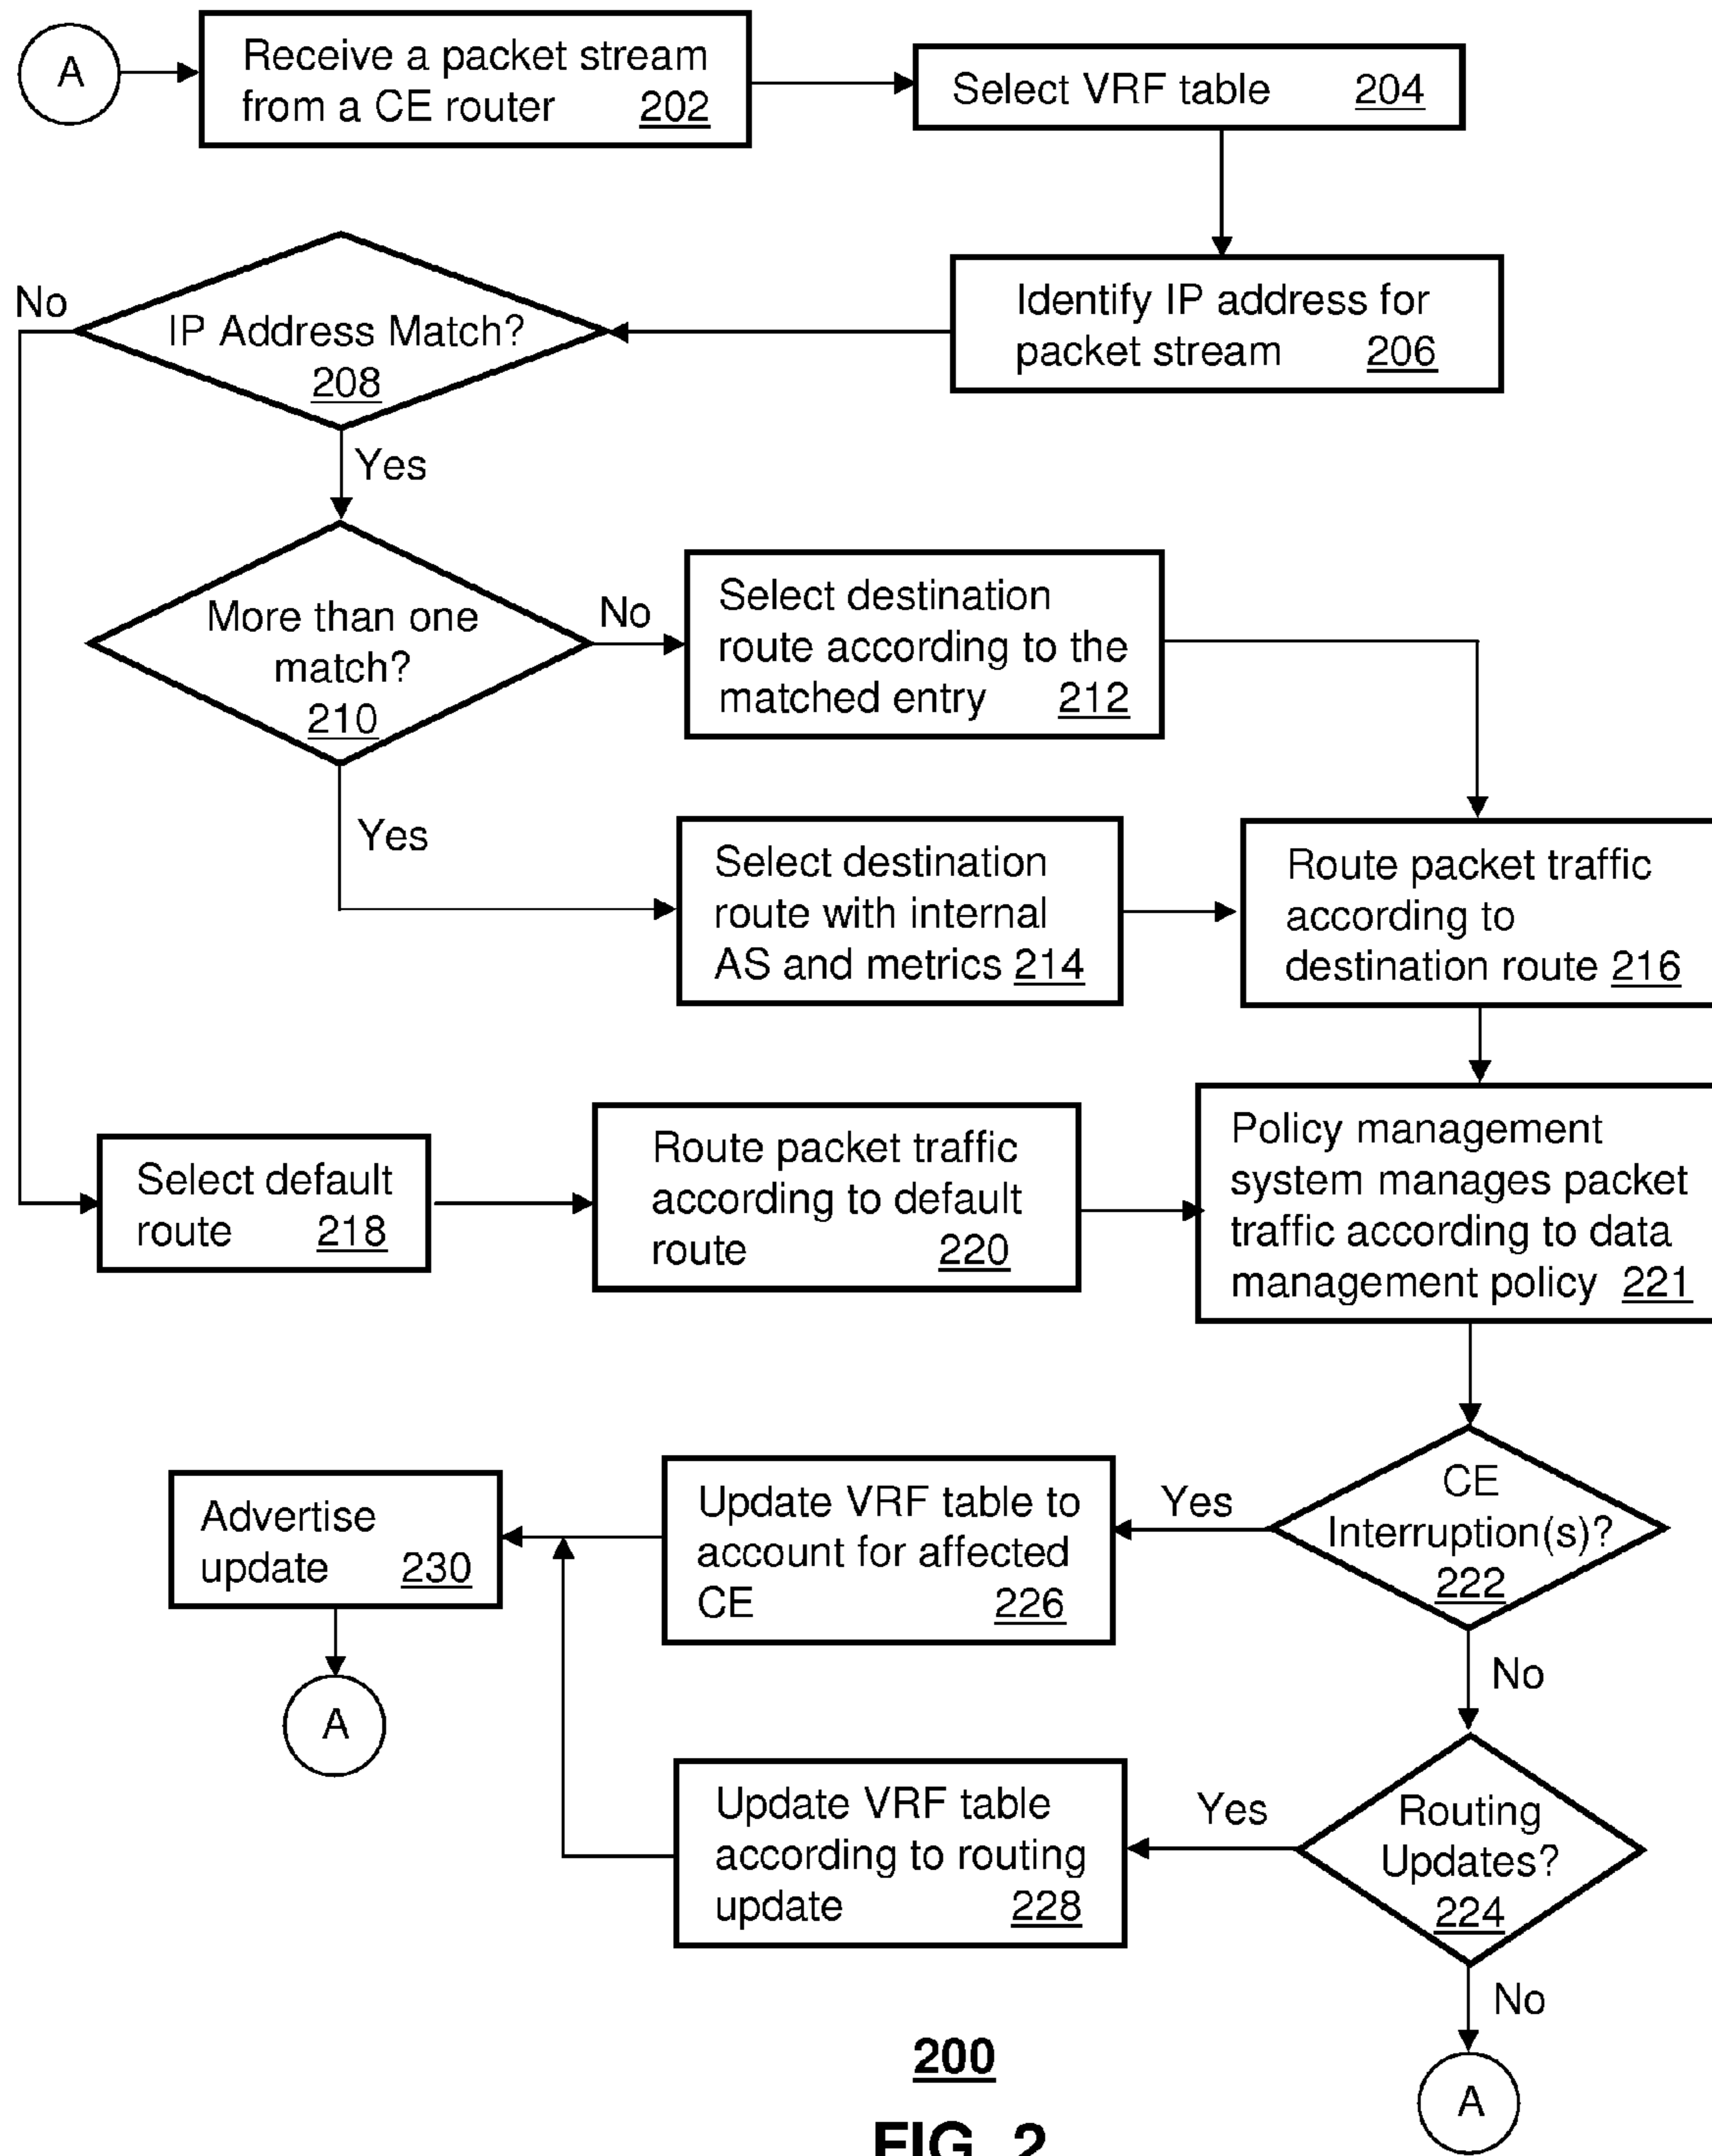 A
Receive a packet stream
from a CE router 202
Select VRF table 204
Identify IP address for
packet stream 206
No
IP Address Match?
208
Yes
More than one
match?
210
No
Select destination
route according to the
matched entry 212
Yes
Select destination
route with internal
AS and metrics 214
Route packet traffic
according to
destination route 216
Select default
route 218
Route packet traffic
according to default
route 220
Policy management
system manages packet
traffic according to data
management policy 221
CE
Interruption(s)?
222
Yes
Update VRF table to
account for affected
CE 226
Advertise
update 230
A
No
Routing
Updates?
224
Yes
Update VRF table
according to routing
update 228
No
A
200
FIG. 2